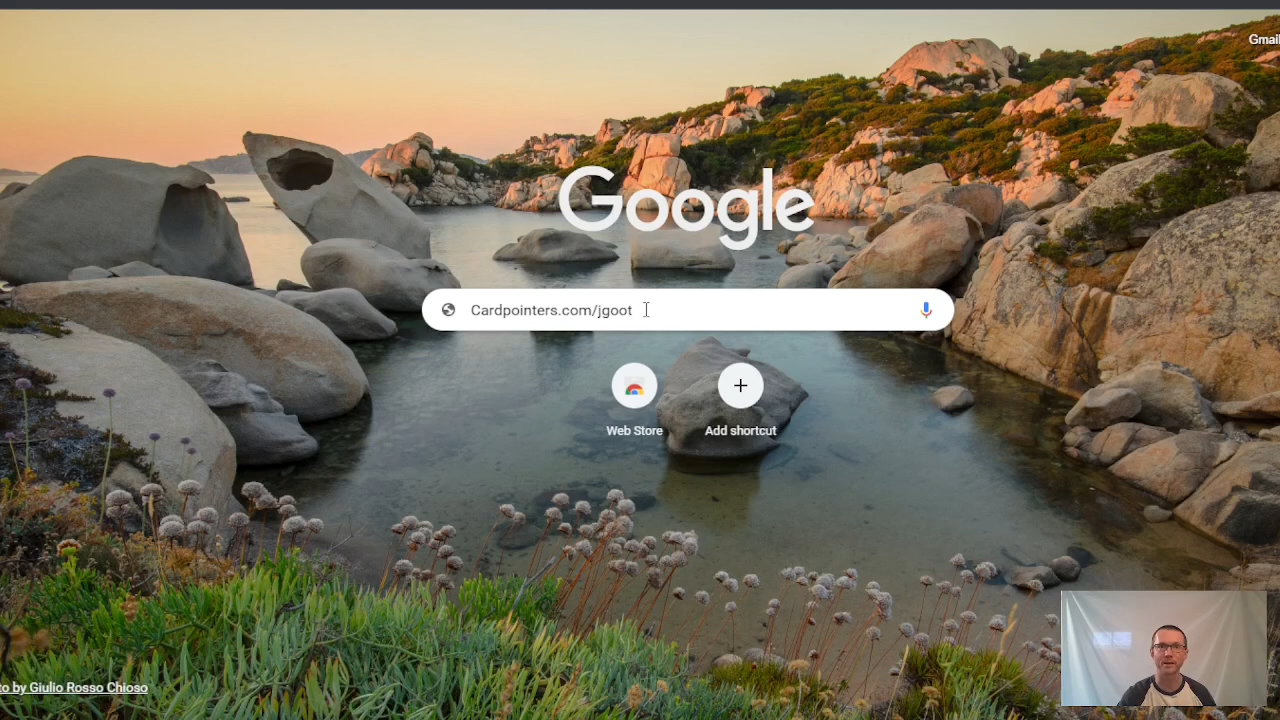 Gmail
Google
Cardpointers.com/jgoot
Web Store
Add shortcut
to by Giulio Rosso Chioso